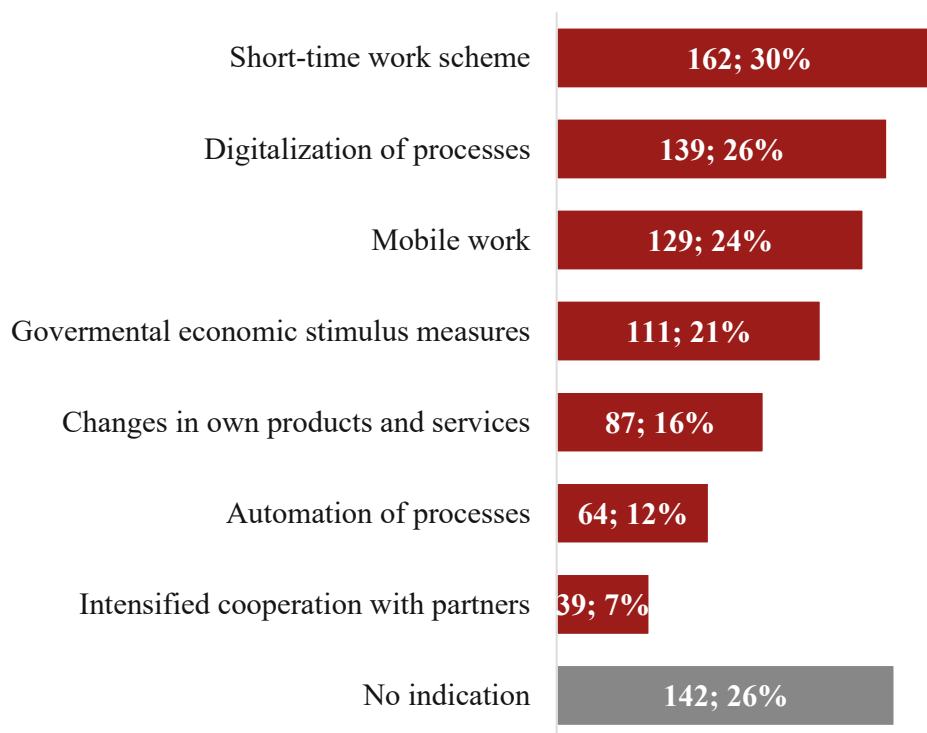 Short-time work scheme
162; 30%
Digitalization of processes
139; 26%
Mobile work
129; 24%
Govermental economic stimulus measures
111; 21%
Changes in own products and services
87; 16%
Automation of processes
64; 12%
Intensified cooperation with partners
39; 7%
No indication
142; 26%